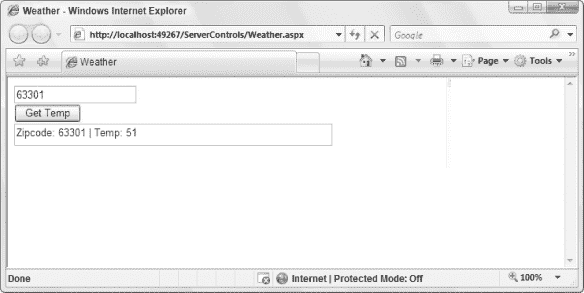 Weather - Windows Internet Explorer
http://localhost:49267/ServerControls/Weather.aspx
Google
Weather
Page
Tools
63301
Get Temp
Zipcode: 63301 | Temp: 51
Done
Internet | Protected Mode: Off
100%